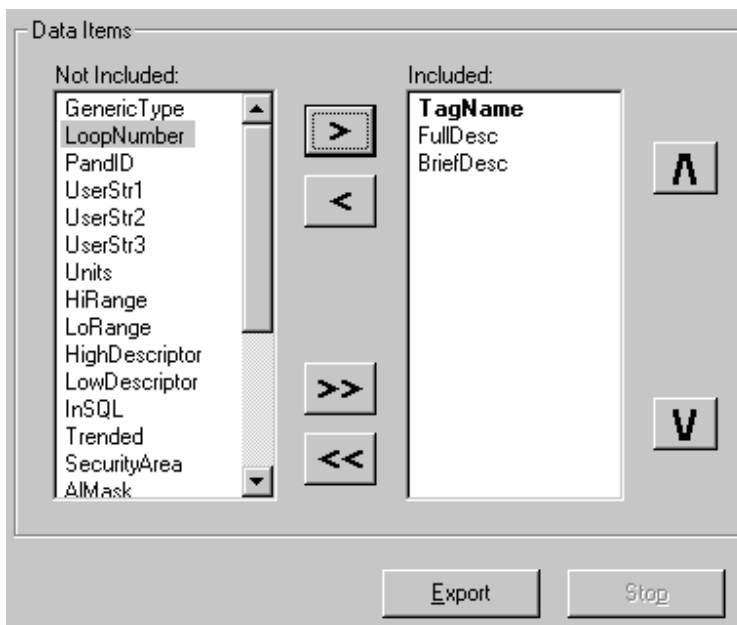 Data Items
Not Included:
GenericType
LoopNumber
PandID
UserStr1
UserStr2
UserStr3
Units
HiRange
LoRange
HighDescriptor
LowDescriptor
InSQL
Trended
SecurityArea
AlMask
>
<
>>
<<
Included:
TagName
FullDesc
BriefDesc
Λ
V
Export
Stop